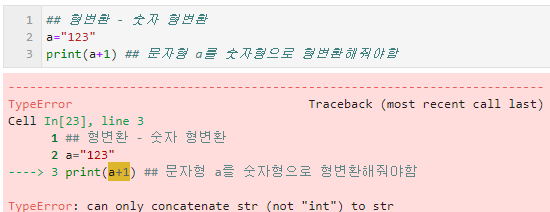 1 ## 형변환 - 숫자 형변환
2 a="123"
3 print(a+1) ## 문자형 a를 숫자형으로 형변환해줘야함
---------------------------------------------------------------------------
TypeError Traceback (most recent call last)
Cell In[23], line 3
1 ## 형변환 - 숫자 형변환
2 a="123"
----> 3 print(a+1) ## 문자형 a를 숫자형으로 형변환해줘야함
TypeError: can only concatenate str (not "int") to str